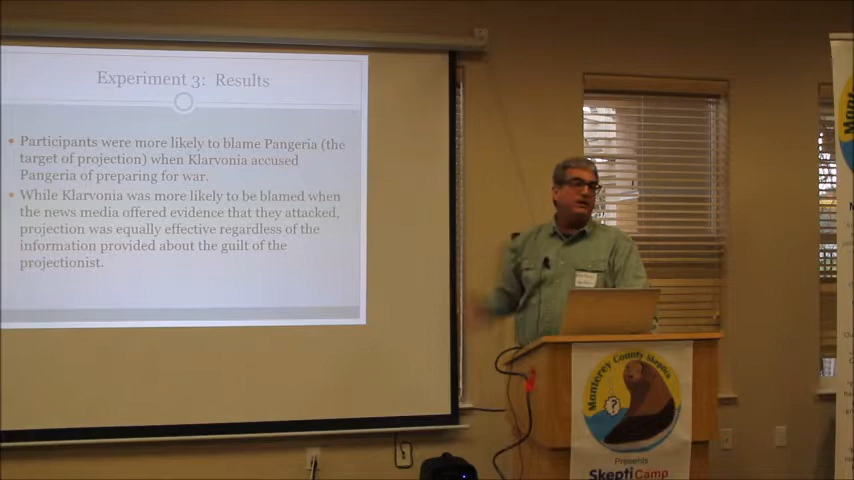 Experiment 3: Results
Participants were more likely to blame Pangeria (the
target of projection) when Klarvonia accused
Pangeria of preparing for war.
While Klarvonia was more likely to be blamed when
the news media offered evidence that they attacked,
projection was equally effective regardless of the
information provided about the guilt of the
projectionist.
Monterey County Skeptics
?
Presents
SkeptiCamp